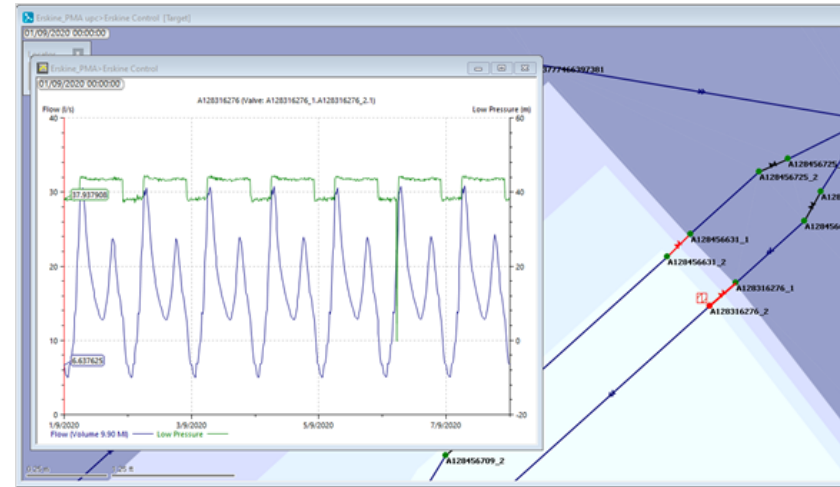 Erskine_PMA upc>Erskine Control [Target]
01/09/2020 00:00:00
Erskine_PMA>Erskine Control
01/09/2020 00:00:00
A128316276 (Valve: A128316276_1.A128316276_2.1)
Flow (l/s)
Low Pressure (m)
40
60
37.937908
30
40
20
20
10
0
6.637625
0
-20
1/9/2020
3/9/2020
5/9/2020
7/9/2020
Flow (Volume 9.90 Ml)
Low Pressure
3777466397381
A128456725
A128456725_2
A128
A128456
A128456631_1
A128456631_2
A128316276_1
A128316276_2
A128456709_2